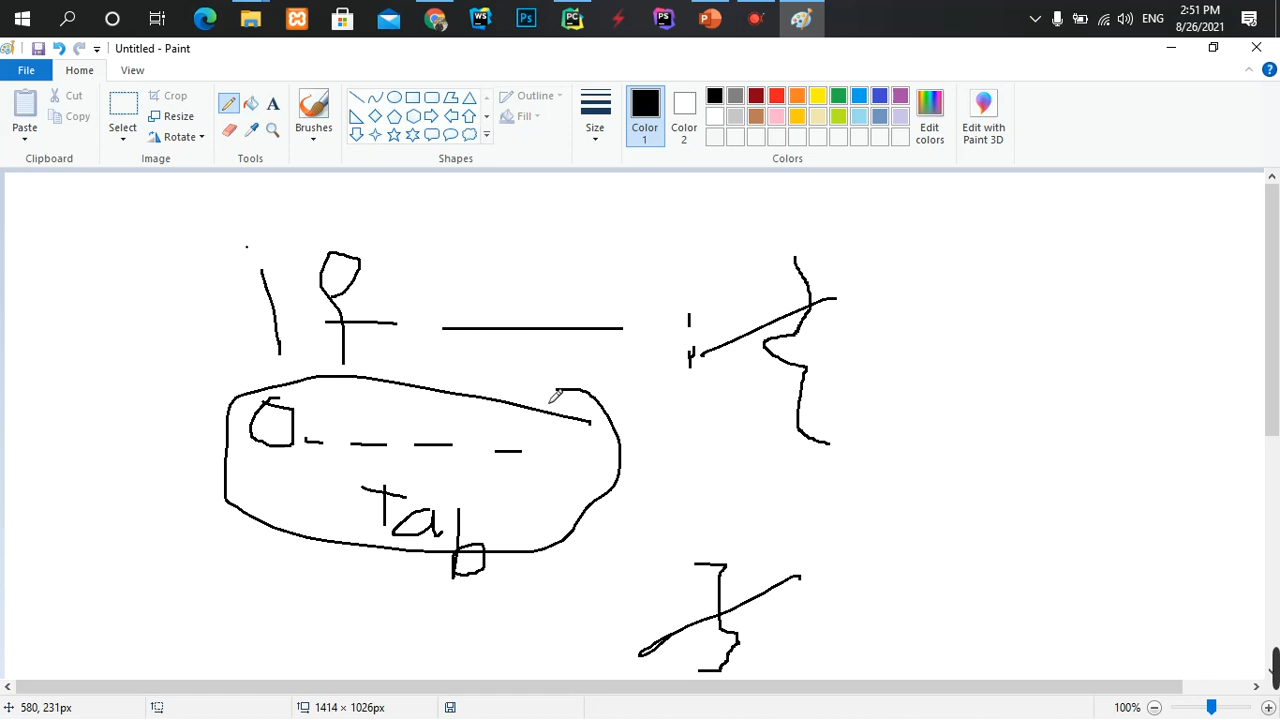 ENG
2:51 PM
8/26/2021
Untitled - Paint
File Home View
Cut
Copy
Paste
Clipboard
Crop
Resize
Rotate
Select
Image
Tools
Brushes
Outline
Fill
Shapes
Size
Color 1
Color 2
Edit colors
Colors
Edit with Paint 3D
if
a
Tab
580, 231px
1414 × 1026px
100%